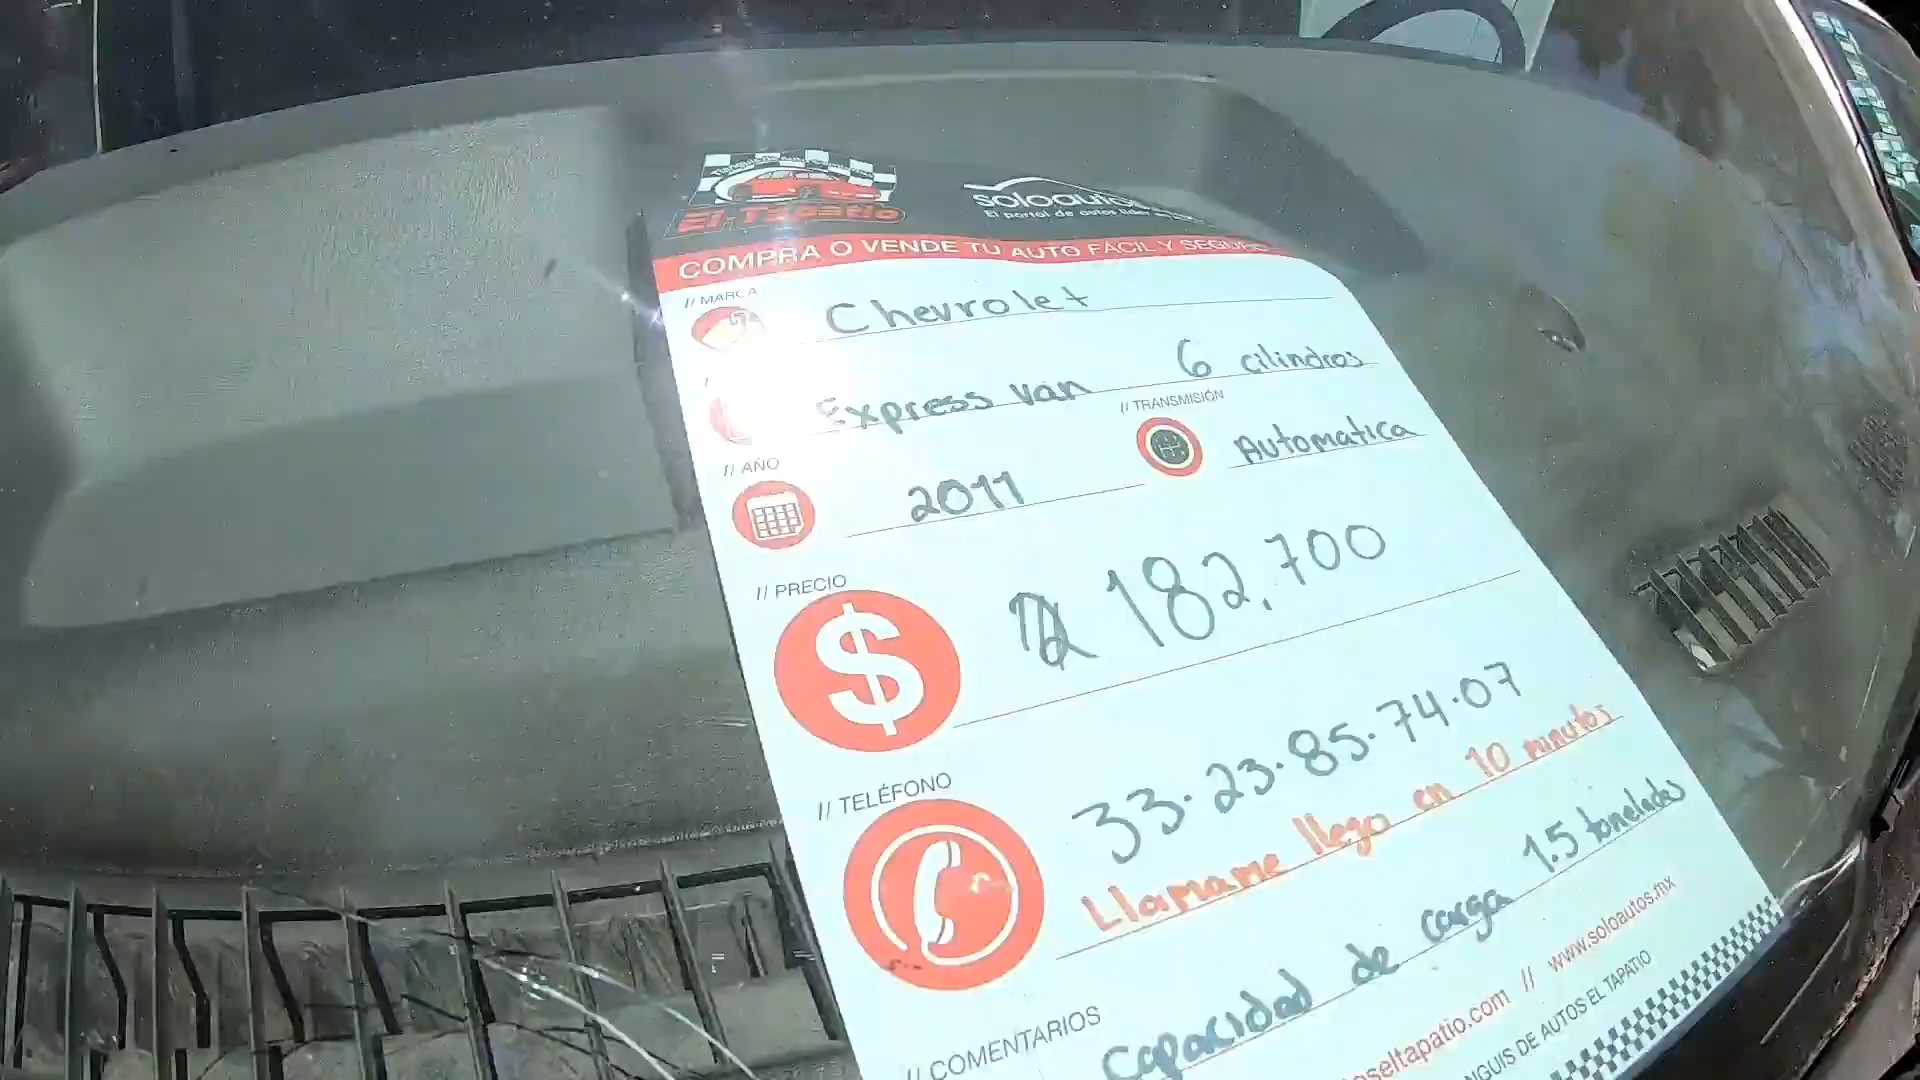 El Tapatío
soloautos
El portal de autos líder
COMPRA O VENDE TU AUTO FÁCIL Y SEGURO
// MARCA
Chevrolet
Express Van 6 cilindros
// AÑO
2011
// TRANSMISIÓN
Automatica
// PRECIO
$ 182,700
// TELÉFONO
33.23.85.74.07
Llamame llego en 10 minutos
// COMENTARIOS
Capacidad de carga 1.5 toneladas
oseltapatio.com // www.soloautos.mx
NGUIS DE AUTOS EL TAPATIO